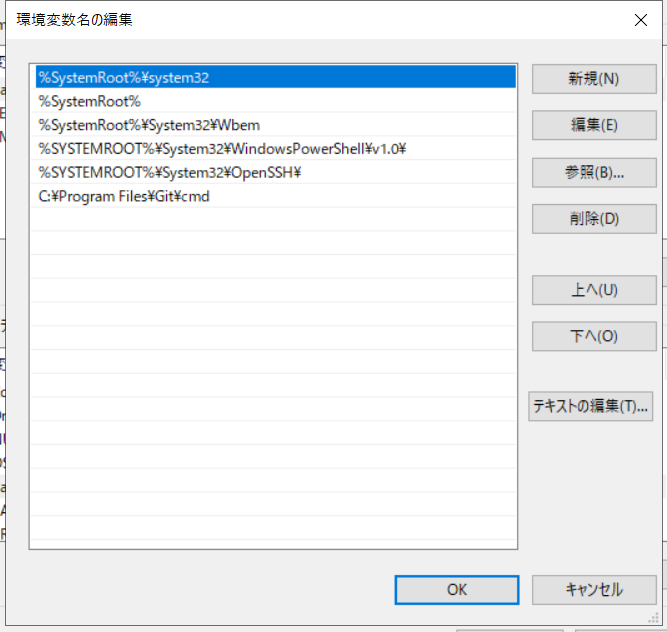 環境変数名の編集
%SystemRoot%¥system32
%SystemRoot%
%SystemRoot%¥System32¥Wbem
%SYSTEMROOT%¥System32¥WindowsPowerShell¥v1.0¥
%SYSTEMROOT%¥System32¥OpenSSH¥
C:¥Program Files¥Git¥cmd
新規(N)
編集(E)
参照(B)...
削除(D)
上へ(U)
下へ(O)
テキストの編集(T)...
OK
キャンセル